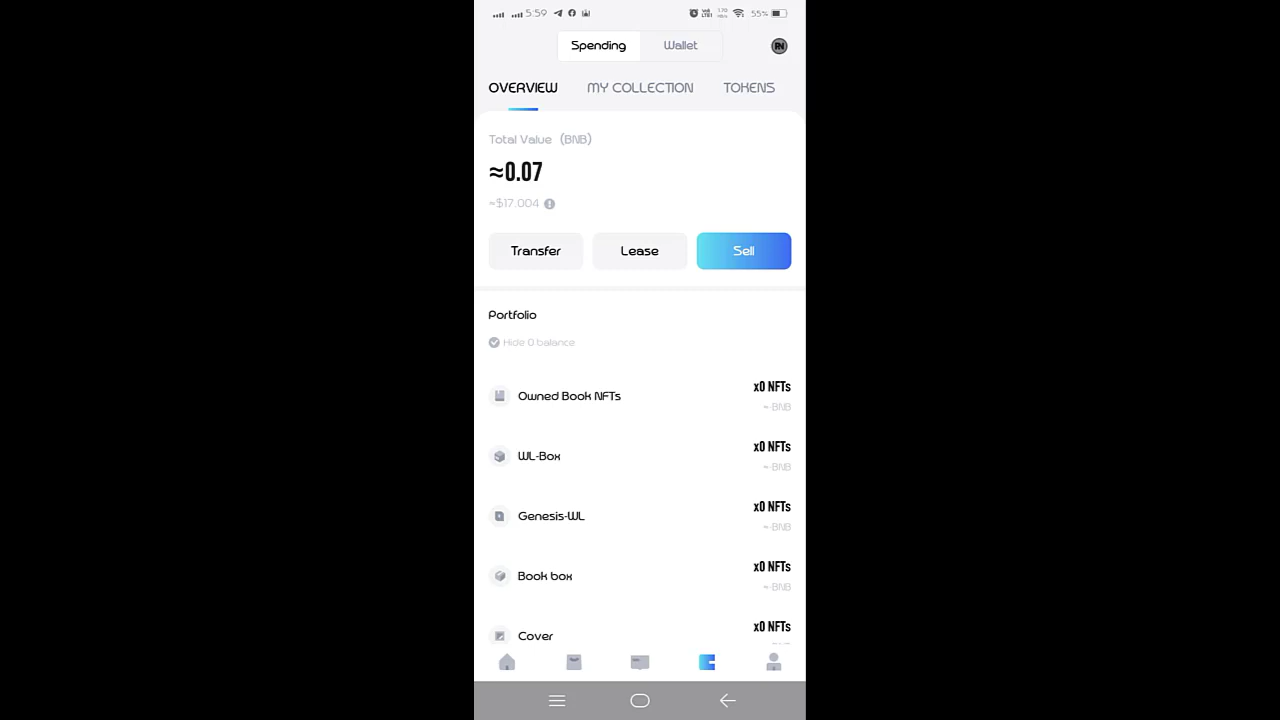 5:59
55%
Spending Wallet
OVERVIEW MY COLLECTION TOKENS
Total Value (BNB)
≈0.07
≈$17.004
Transfer Lease Sell
Portfolio
Hide 0 balance
x0 NFTs
Owned Book NFTs
≈-BNB
x0 NFTs
WL-Box
≈-BNB
x0 NFTs
Genesis-WL
≈-BNB
x0 NFTs
Book box
≈-BNB
x0 NFTs
Cover